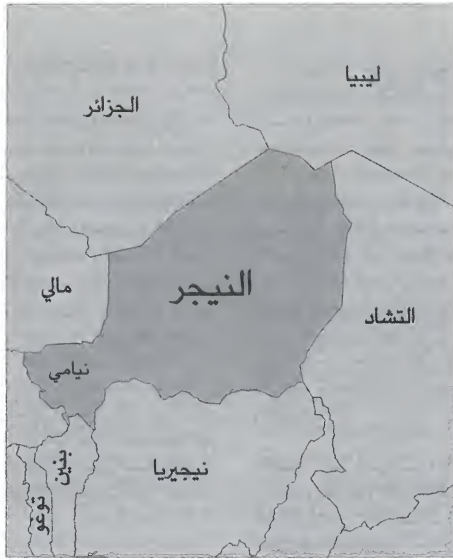 ليبيا
الجزائر
النيجر
مالي
التشاد
نيامي
بنين
نيجيريا
توغو